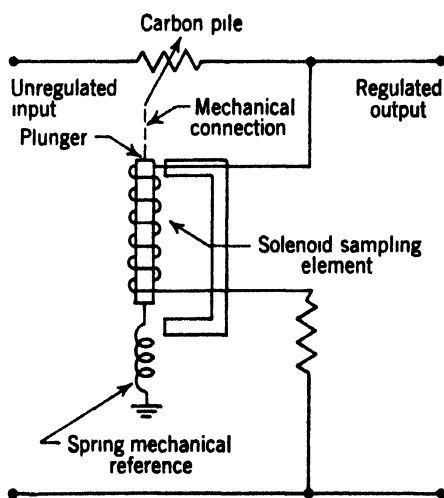 Carbon pile
Unregulated
input
Regulated
output
Mechanical
connection
Plunger
Solenoid sampling
element
Spring mechanical
reference